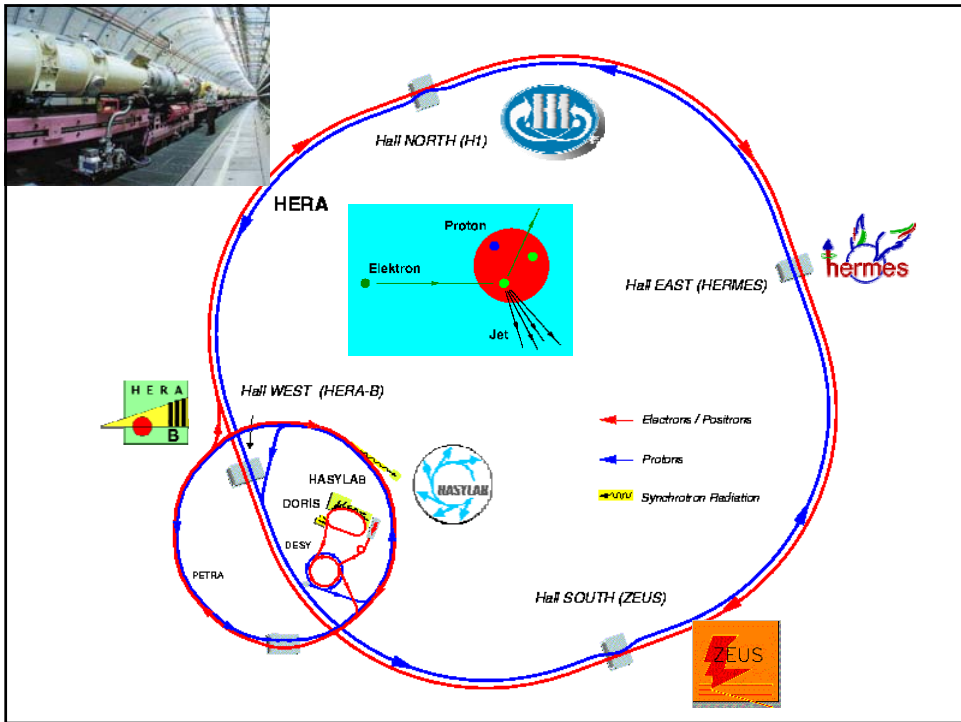 Hall NORTH (H1)
HERA
Proton
Elektron
Jet
hermes
Hall EAST (HERMES)
Hall WEST (HERA-B)
H E R A
B
Electrons / Positrons
Protons
Synchrotron Radiation
HASYLAB
HASYLAB
DORIS
DESY
PETRA
Hall SOUTH (ZEUS)
ZEUS